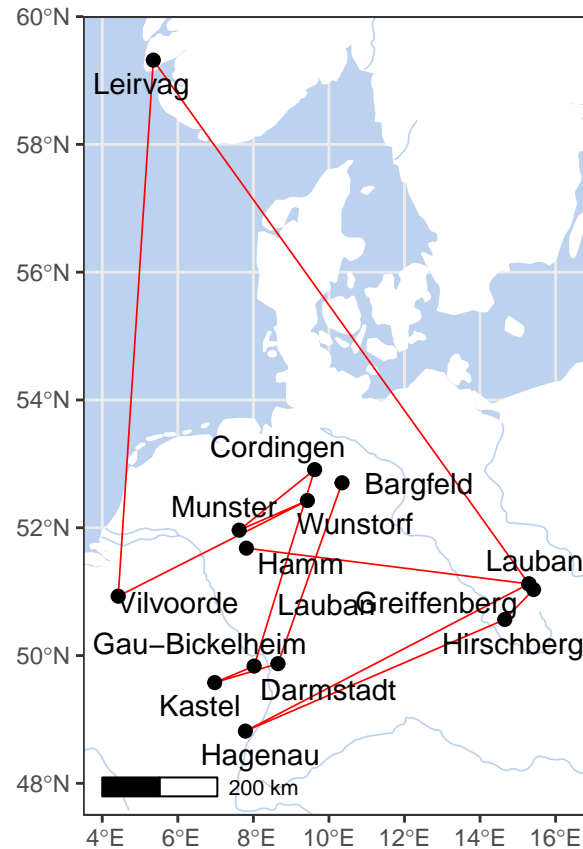 60°N
58°N
56°N
54°N
52°N
50°N
48°N
Leirvag
Cordingen
Bargfeld
Munster
Wunstorf
Hamm
Lauban
Vilvoorde
Lauban
Greiffenberg
Gau−Bickelheim
Hirschberg
Kastel
Darmstadt
Hagenau
200 km
4°E
6°E
8°E
10°E
12°E
14°E
16°E